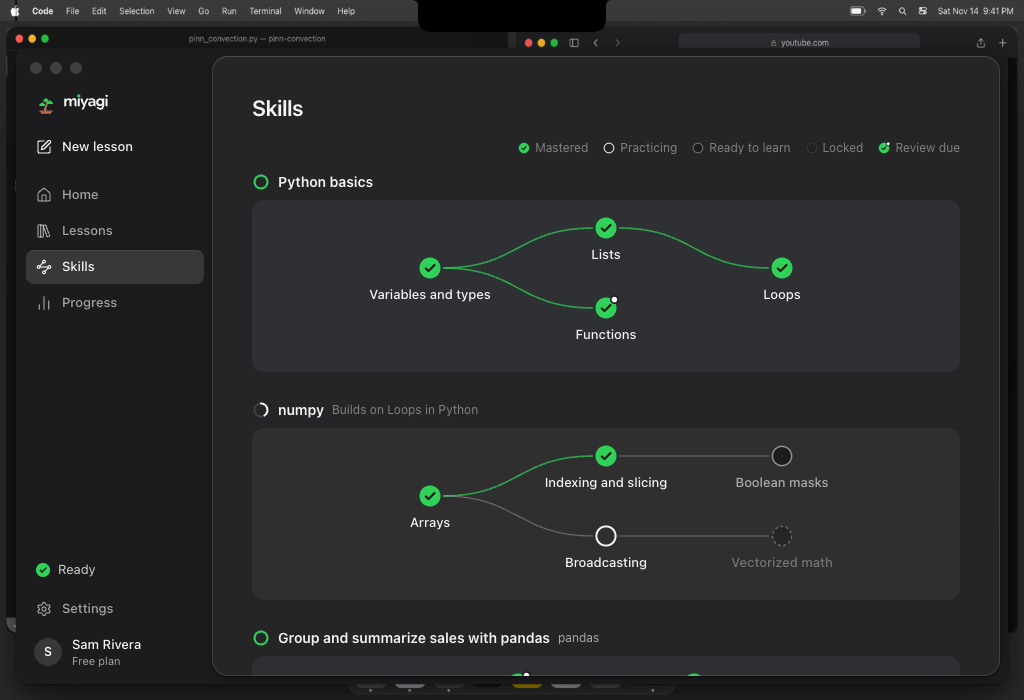 Code File Edit Selection View Go Run Terminal Window Help Sat Nov 14 9:41 PM
pinn_convection.py — pinn-convection
youtube.com
miyagi
New lesson
Home
Lessons
Skills
Progress
Ready
Settings
S
Sam Rivera
Free plan
Skills
Mastered Practicing Ready to learn Locked Review due
Python basics
Lists
Variables and types
Loops
Functions
numpy Builds on Loops in Python
Indexing and slicing
Boolean masks
Arrays
Broadcasting
Vectorized math
Group and summarize sales with pandas pandas